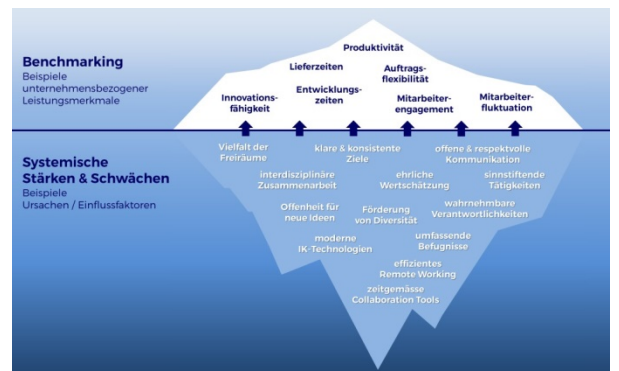 Benchmarking
Beispiele
unternehmensbezogener
Leistungsmerkmale
Produktivität
Lieferzeiten
Auftrags-
flexibilität
Innovations-
fähigkeit
Entwicklungs-
zeiten
Mitarbeiter-
engagement
Mitarbeiter-
fluktuation
Systemische
Stärken & Schwächen
Beispiele
Ursachen / Einflussfaktoren
Vielfalt der
Freiräume
klare & konsistente
Ziele
offene & respektvolle
Kommunikation
interdisziplinäre
Zusammenarbeit
ehrliche
Wertschätzung
sinnstiftende
Tätigkeiten
Offenheit für
neue Ideen
Förderung
von Diversität
wahrnehmbare
Verantwortlichkeiten
moderne
IK-Technologien
umfassende
Befugnisse
effizientes
Remote Working
zeitgemässe
Collaboration Tools